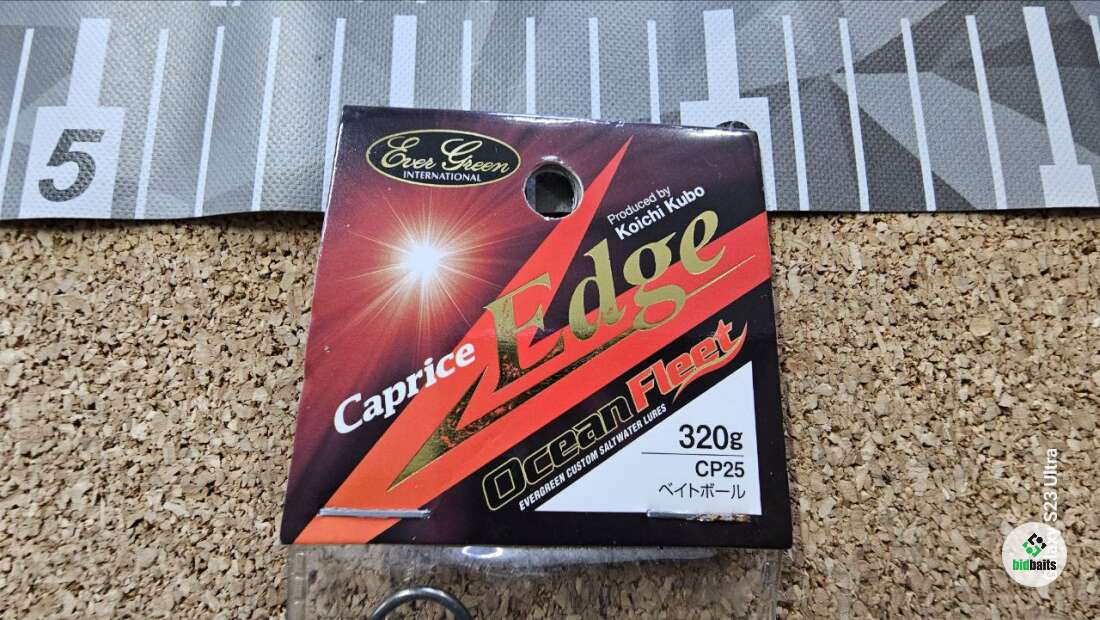 5
Ever Green
INTERNATIONAL
Produced by
Koichi Kubo
Caprice Edge
Ocean Fleet
EVERGREEN CUSTOM SALTWATER LURES
320g
CP25
ベイトボール
S23 Ultra
bidbaits